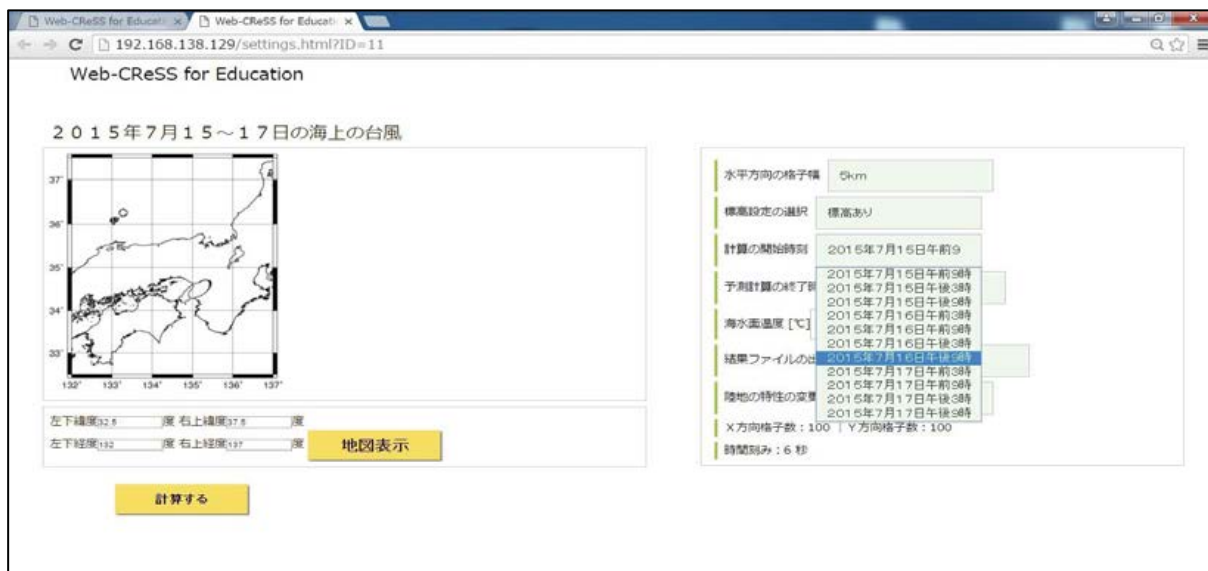 Web-CReSS for Educati
Web-CReSS for Educati
192.168.138.129/settings.html?ID=11
Web-CReSS for Education
２０１５年７月１５～１７日の海上の台風
37°
36°
35°
34°
33°
132° 133° 134° 135° 136° 137°
左下緯度32.5 度 右上緯度37.5 度
左下経度132 度 右上経度137 度
地図表示
計算する
水平方向の格子幅 5km
標高設定の選択 標高あり
計算の開始時刻 2015年7月15日午前9
予測計算の終了時
2015年7月15日午前9時
2015年7月15日午後3時
2015年7月15日午後9時
2015年7月16日午前3時
2015年7月16日午前9時
2015年7月16日午後3時
2015年7月16日午後9時
2015年7月17日午前3時
2015年7月17日午前9時
2015年7月17日午後3時
2015年7月17日午後9時
海水面温度 [℃]
結果ファイルの出
陸地の特性の変更
X方向格子数：100 | Y方向格子数：100
時間刻み：6 秒